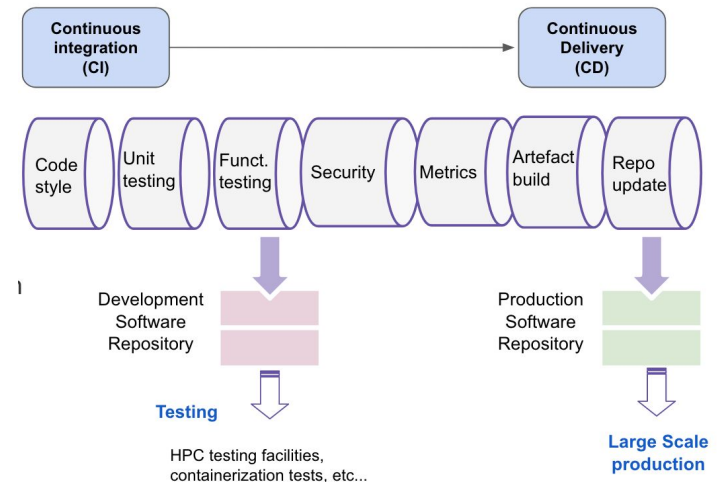 Continuous
integration
(CI)
Continuous
Delivery
(CD)
Code
style
Unit
testing
Funct.
testing
Security
Metrics
Artefact
build
Repo
update
Development
Software
Repository
Production
Software
Repository
Testing
HPC testing facilities,
containerization tests, etc...
Large Scale
production